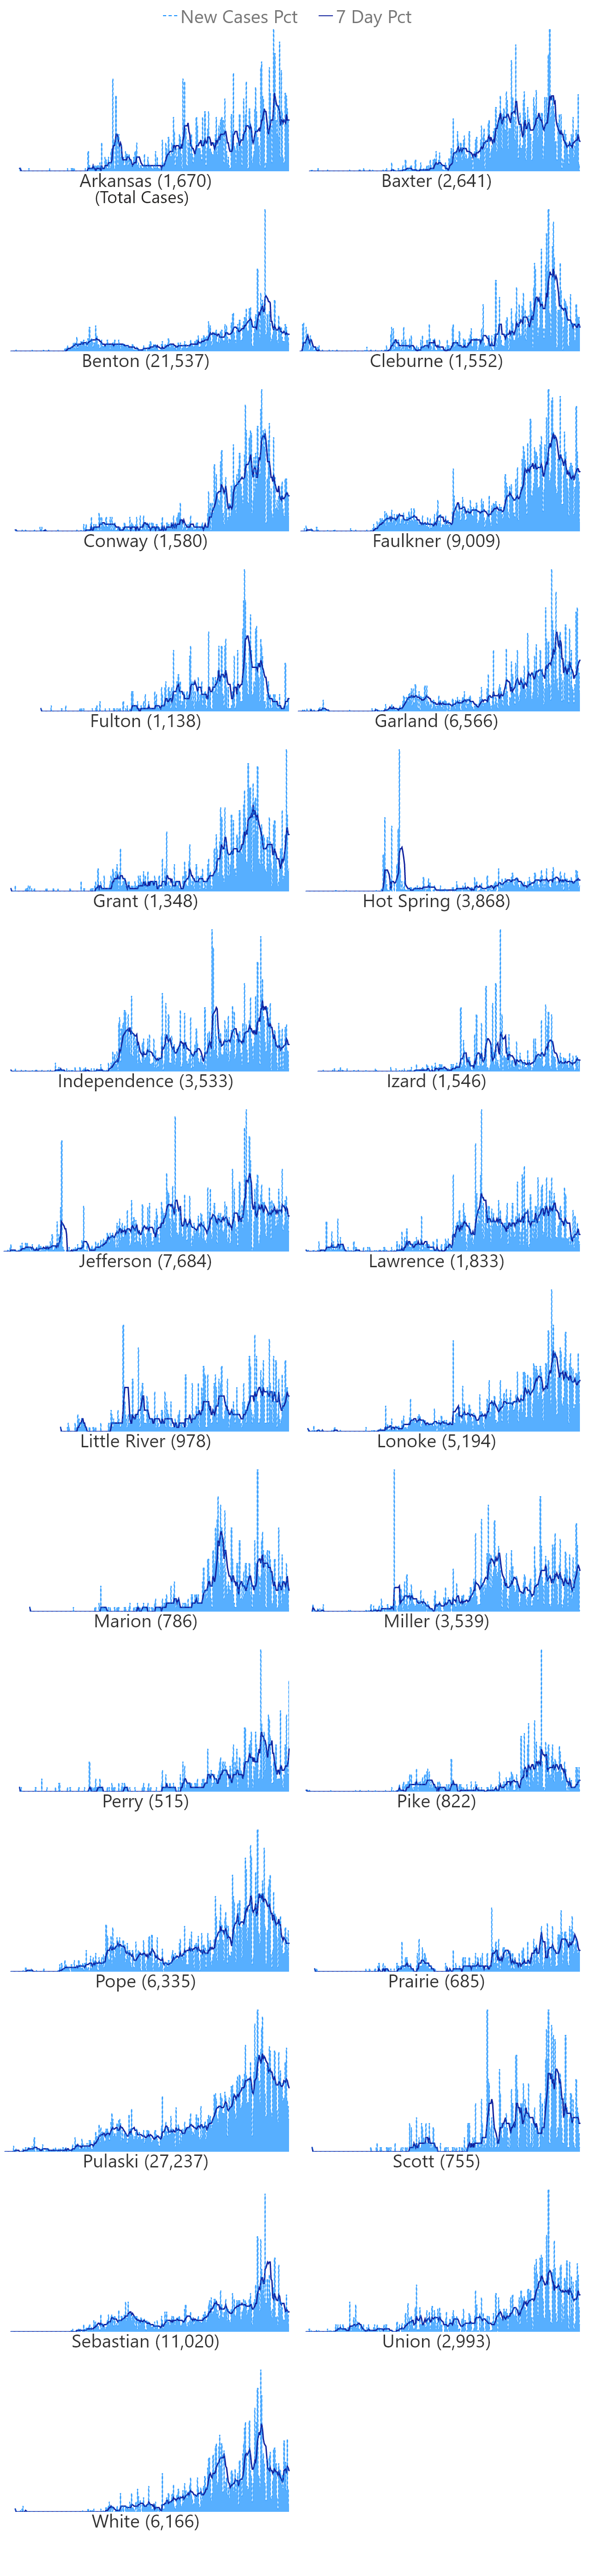 New Cases Pct 7 Day Pct
Arkansas (1,670) Baxter (2,641)
(Total Cases)
Benton (21,537) Cleburne (1,552)
Conway (1,580) Faulkner (9,009)
Fulton (1,138) Garland (6,566)
Grant (1,348) Hot Spring (3,868)
Independence (3,533) Izard (1,546)
Jefferson (7,684) Lawrence (1,833)
Little River (978) Lonoke (5,194)
Marion (786) Miller (3,539)
Perry (515) Pike (822)
Pope (6,335) Prairie (685)
Pulaski (27,237) Scott (755)
Sebastian (11,020) Union (2,993)
White (6,166)